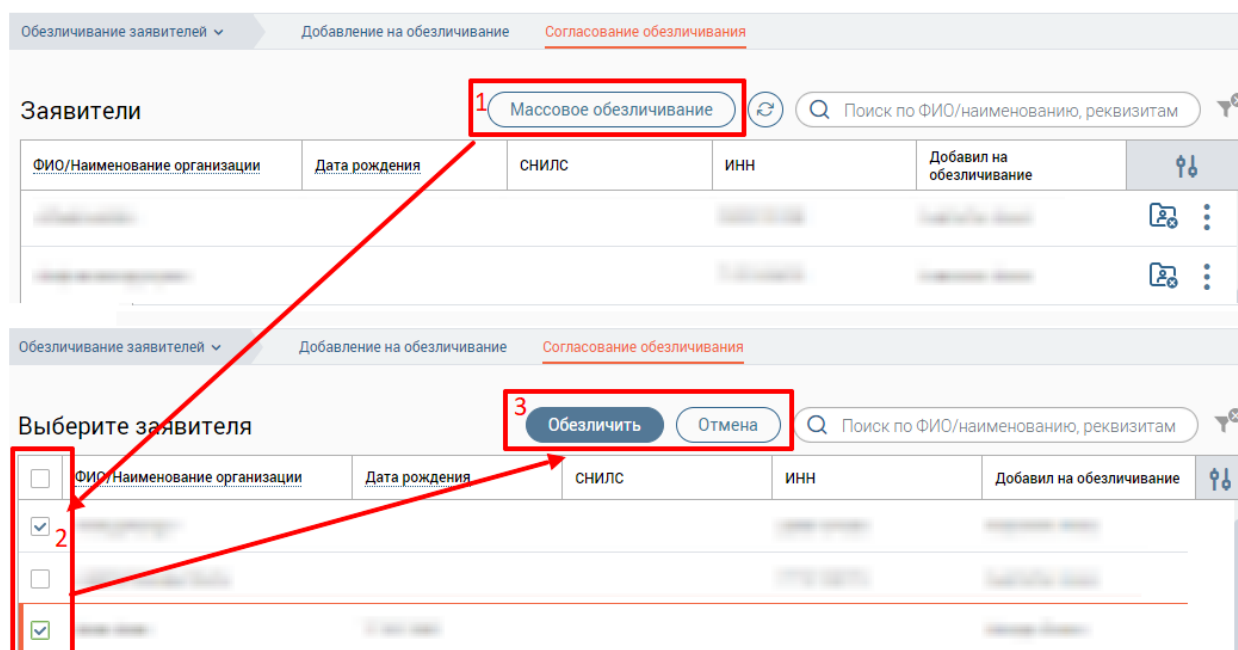 Обезличивание заявителей Добавление на обезличивание Согласование обезличивания
Заявители 1 Массовое обезличивание Поиск по ФИО/наименованию, реквизитам
ФИО/Наименование организации Дата рождения СНИЛС ИНН Добавил на
обезличивание
Обезличивание заявителей Добавление на обезличивание Согласование обезличивания
Выберите заявителя 3 Обезличить Отмена Поиск по ФИО/наименованию, реквизитам
ФИО/Наименование организации Дата рождения СНИЛС ИНН Добавил на обезличивание
2